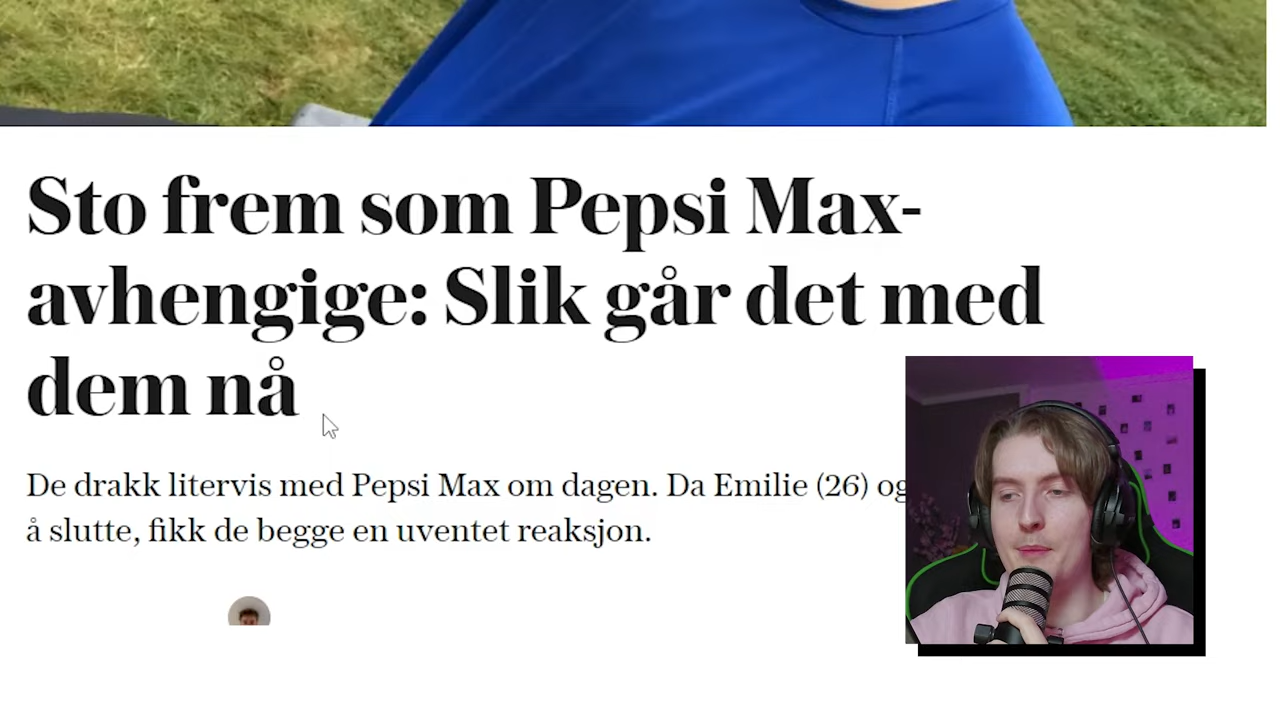 Sto frem som Pepsi Max-
avhengige: Slik går det med
dem nå
De drakk litervis med Pepsi Max om dagen. Da Emilie (26) og
å slutte, fikk de begge en uventet reaksjon.